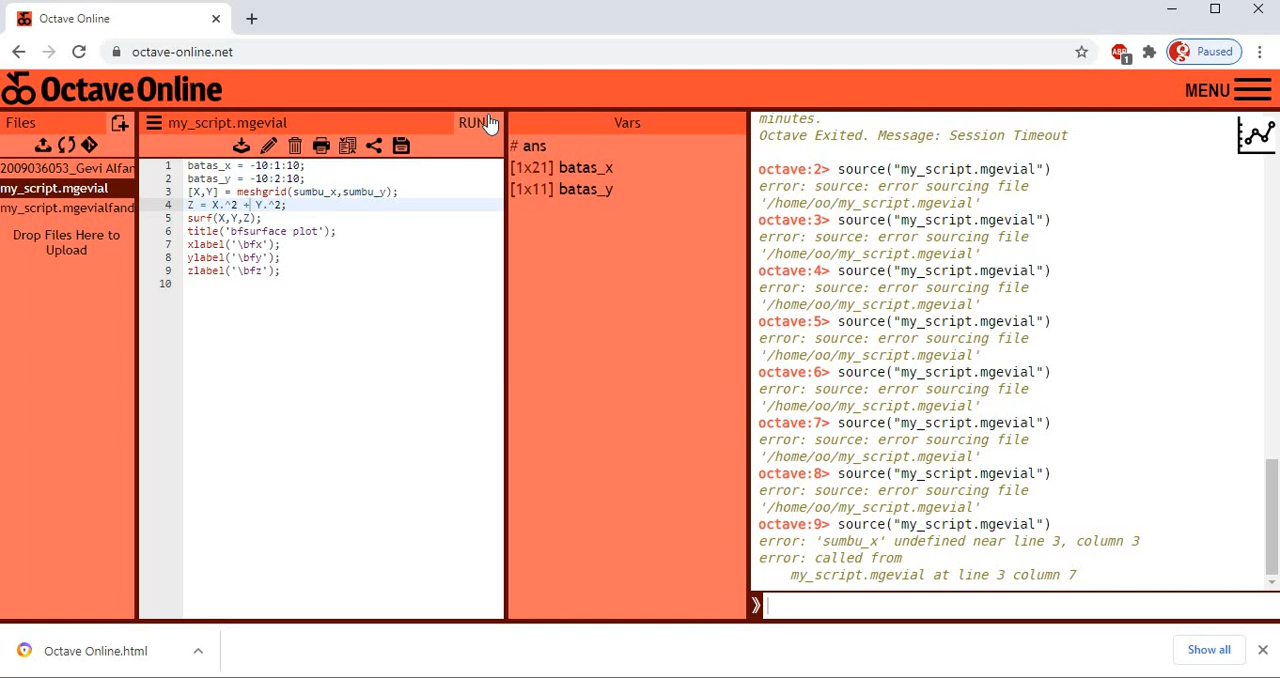 Octave Online
octave-online.net
ABP
1
Paused
Octave Online
MENU
Files
my_script.mgevial
RUN
Vars
2009036053_Gevi Alfan
my_script.mgevial
my_script.mgevialfand
Drop Files Here to
Upload
1 batas_x = -10:1:10;
2 batas_y = -10:2:10;
3 [X,Y] = meshgrid(sumbu_x,sumbu_y);
4 Z = X.^2 + Y.^2;
5 surf(X,Y,Z);
6 title('bfsurface plot');
7 xlabel('\bfx');
8 ylabel('\bfy');
9 zlabel('\bfz');
10
# ans
[1x21] batas_x
[1x11] batas_y
minutes.
Octave Exited. Message: Session Timeout
octave:2> source("my_script.mgevial")
error: source: error sourcing file
'/home/oo/my_script.mgevial'
octave:3> source("my_script.mgevial")
error: source: error sourcing file
'/home/oo/my_script.mgevial'
octave:4> source("my_script.mgevial")
error: source: error sourcing file
'/home/oo/my_script.mgevial'
octave:5> source("my_script.mgevial")
error: source: error sourcing file
'/home/oo/my_script.mgevial'
octave:6> source("my_script.mgevial")
error: source: error sourcing file
'/home/oo/my_script.mgevial'
octave:7> source("my_script.mgevial")
error: source: error sourcing file
'/home/oo/my_script.mgevial'
octave:8> source("my_script.mgevial")
error: source: error sourcing file
'/home/oo/my_script.mgevial'
octave:9> source("my_script.mgevial")
error: 'sumbu_x' undefined near line 3, column 3
error: called from
my_script.mgevial at line 3 column 7
Octave Online.html
Show all